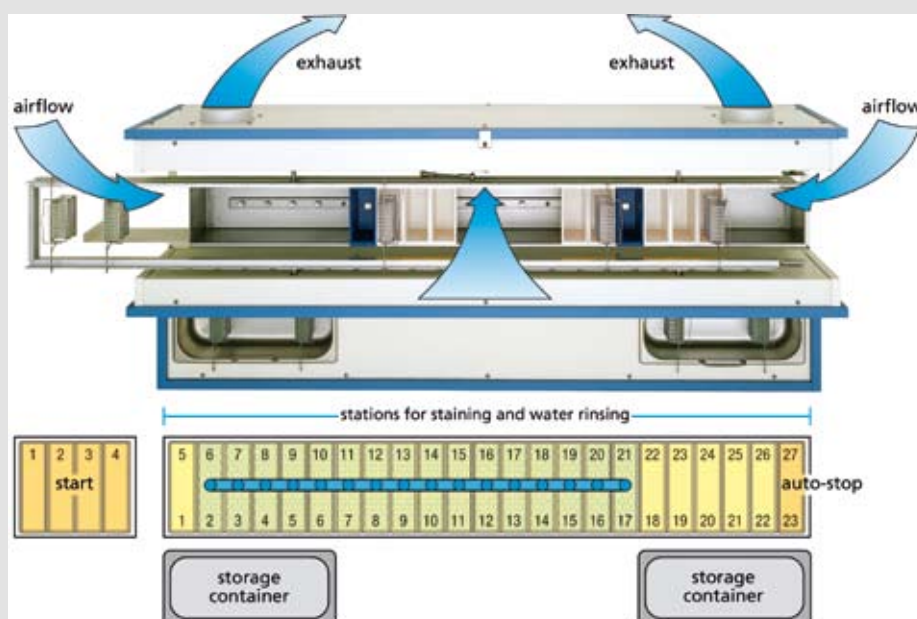 exhaust exhaust
airflow airflow
stations for staining and water rinsing
1 2 3 4 5 6 7 8 9 10 11 12 13 14 15 16 17 18 19 20 21 22 23 24 25 26 27
start auto-stop
1 2 3 4 5 6 7 8 9 10 11 12 13 14 15 16 17 18 19 20 21 22 23
storage storage
container container